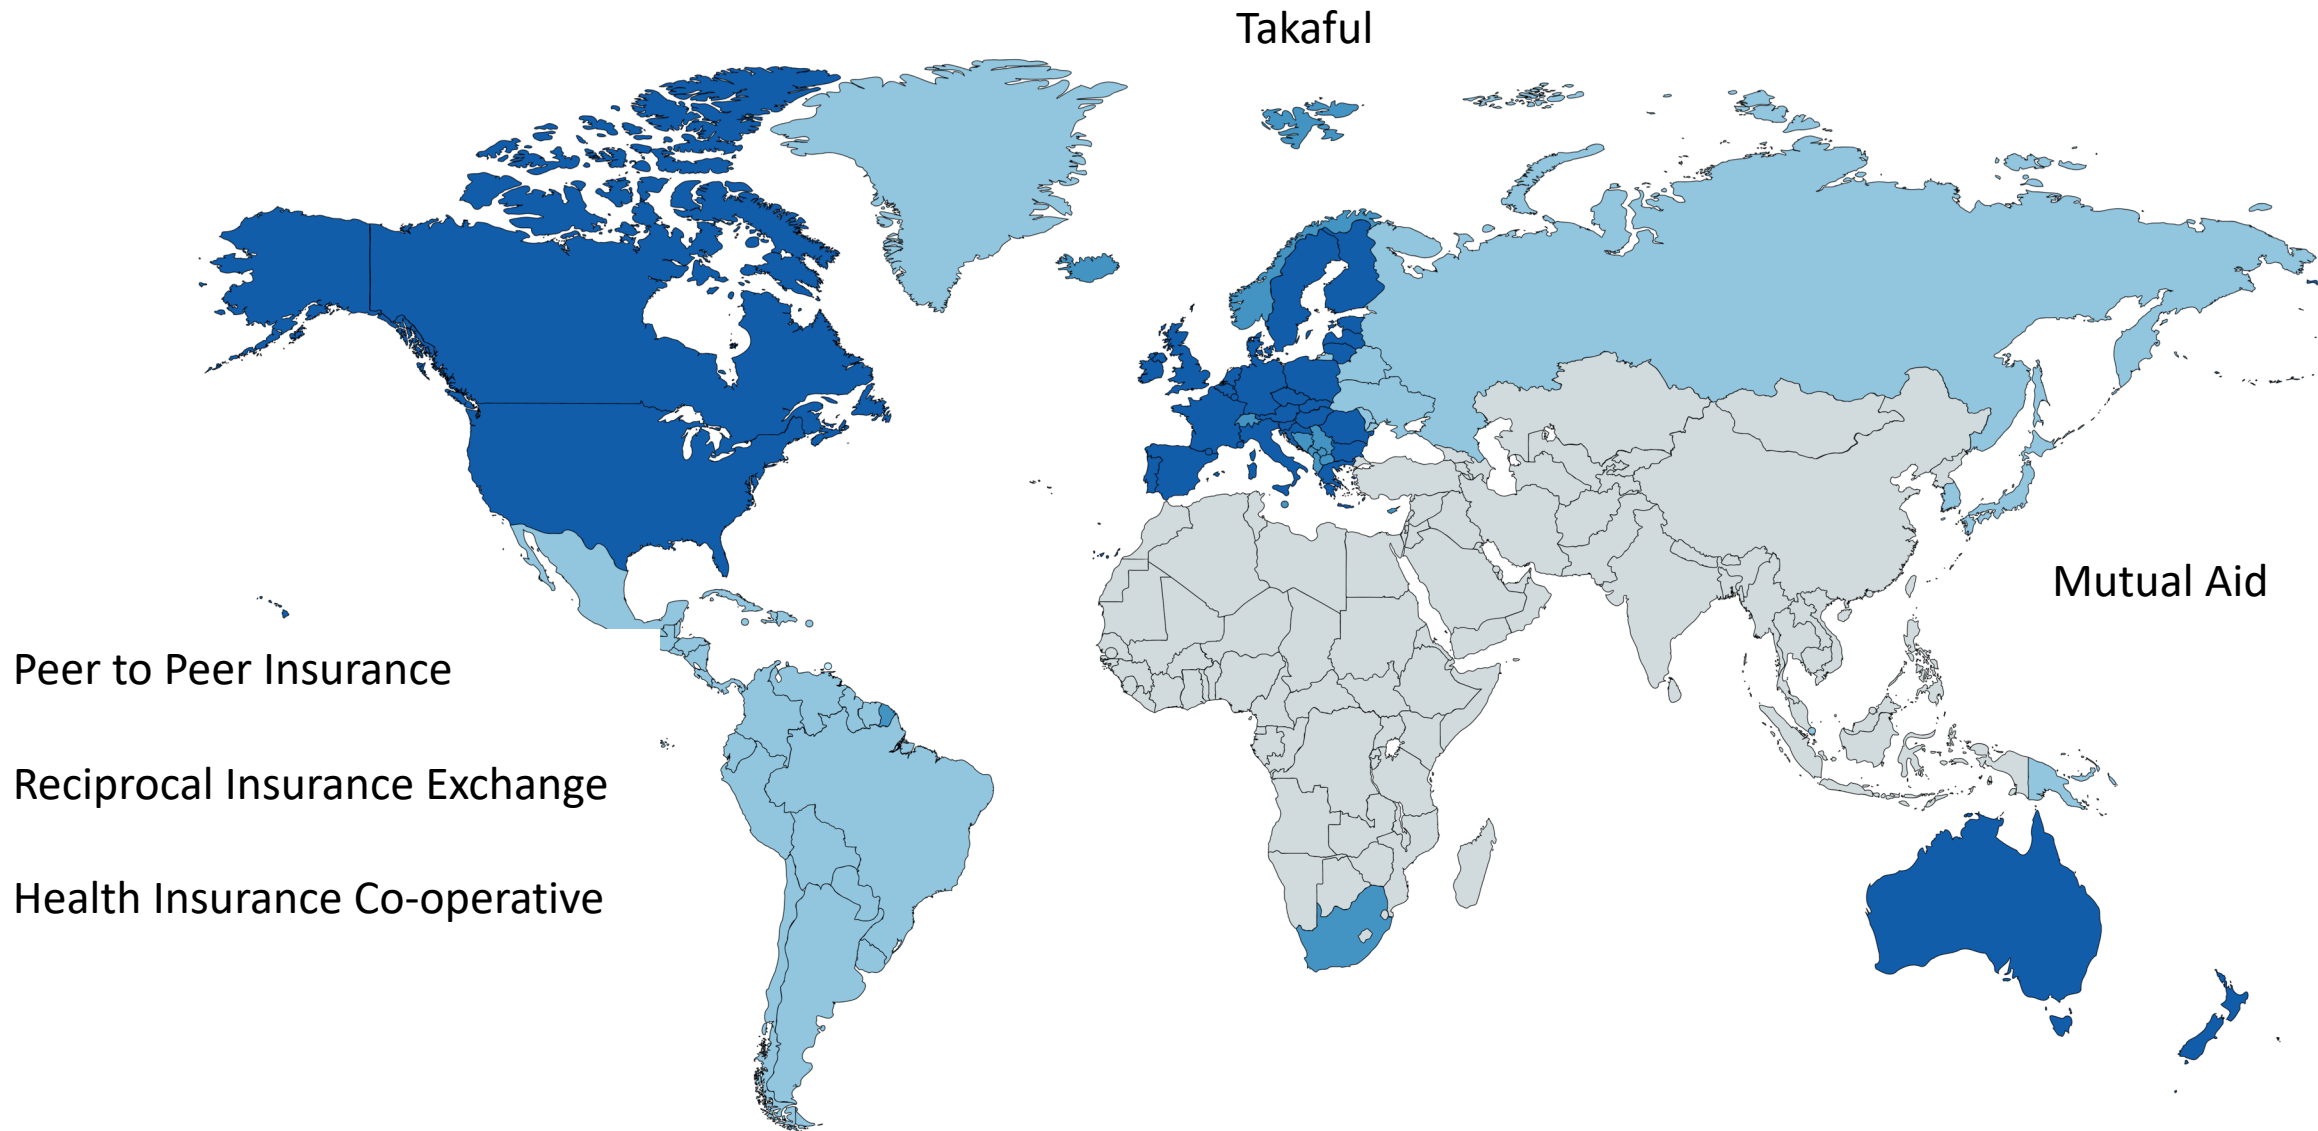 Takaful
Mutual Aid
Peer to Peer Insurance
Reciprocal Insurance Exchange
Health Insurance Co-operative